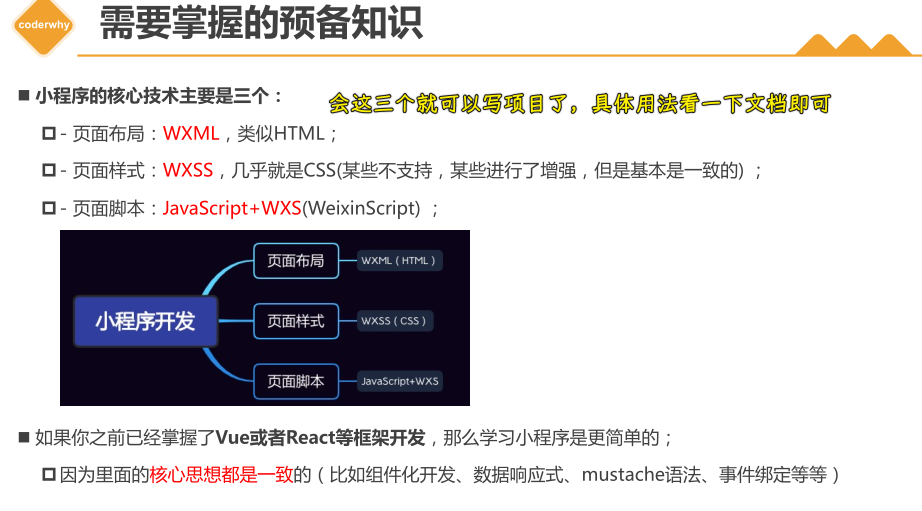 coderwhy
需要掌握的预备知识
小程序的核心技术主要是三个：
会这三个就可以写项目了，具体用法看一下文档即可
- 页面布局：WXML，类似HTML；
- 页面样式：WXSS，几乎就是CSS(某些不支持，某些进行了增强，但是基本是一致的) ；
- 页面脚本：JavaScript+WXS(WeixinScript) ；
小程序开发
页面布局
WXML（HTML）
页面样式
WXSS（CSS）
页面脚本
JavaScript+WXS
如果你之前已经掌握了Vue或者React等框架开发，那么学习小程序是更简单的；
因为里面的核心思想都是一致的（比如组件化开发、数据响应式、mustache语法、事件绑定等等）